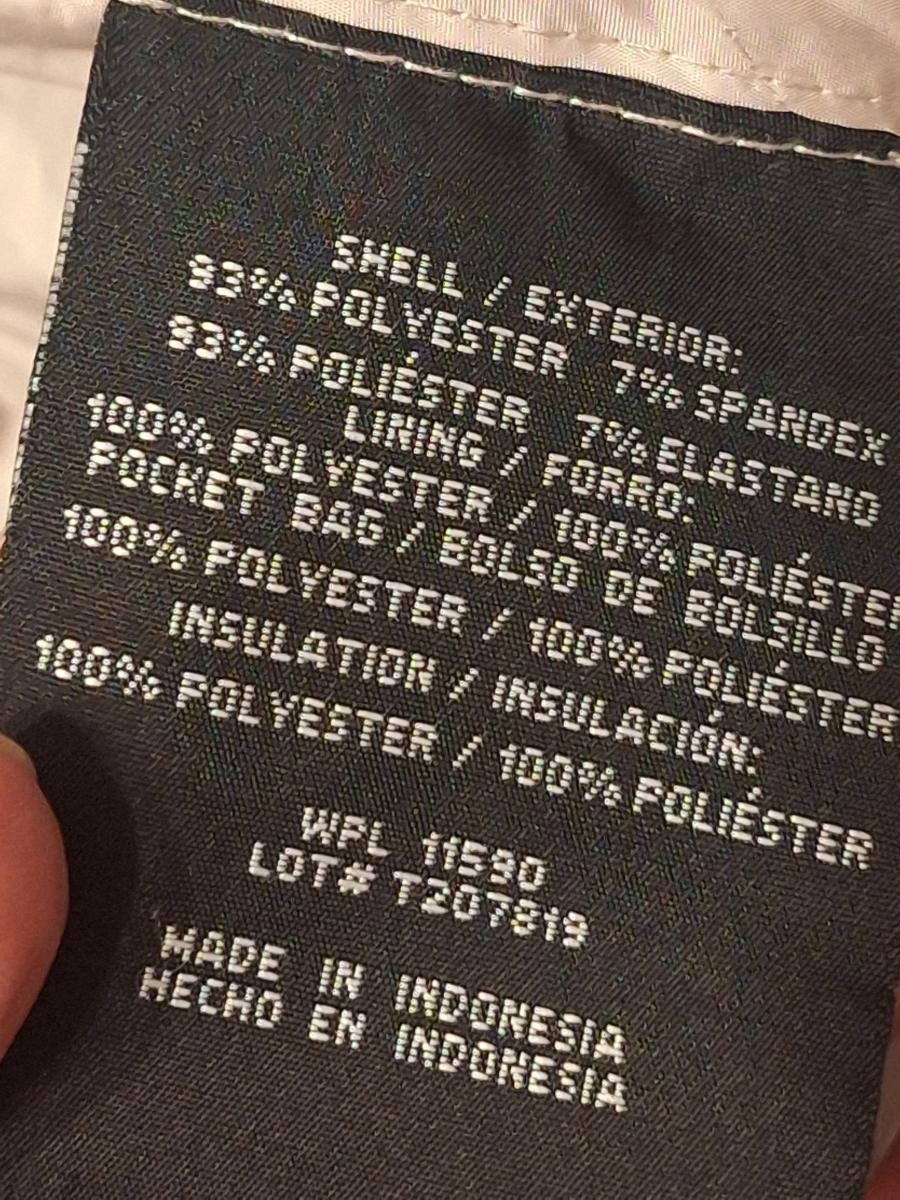 SHELL / EXTERIOR:
93% POLYESTER 7% SPANDEX
93% POLIÉSTER 7% ELASTANO
LINING / FORRO:
100% POLYESTER / 100% POLIÉSTER
POCKET BAG / BOLSO DE BOLSILLO
100% POLYESTER / 100% POLIÉSTER
INSULATION / INSULACIÓN:
100% POLYESTER / 100% POLIÉSTER
WPL 11590
LOT# T207919
MADE IN INDONESIA
HECHO EN INDONESIA